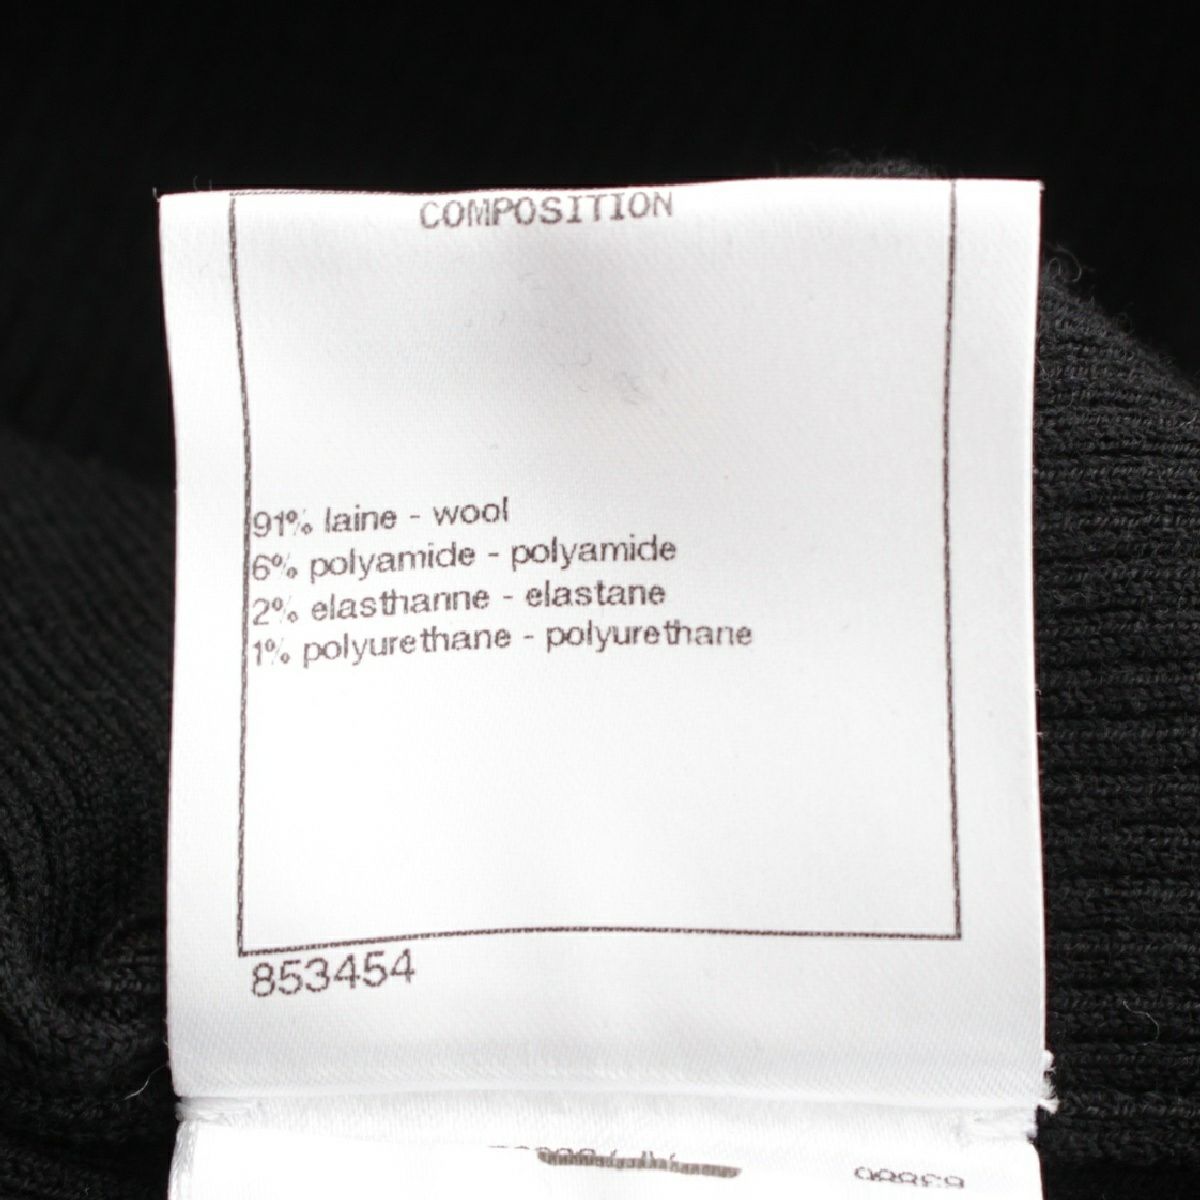 COMPOSITION
91% laine - wool
6% polyamide - polyamide
2% elasthanne - elastane
1% polyurethane - polyurethane
853454